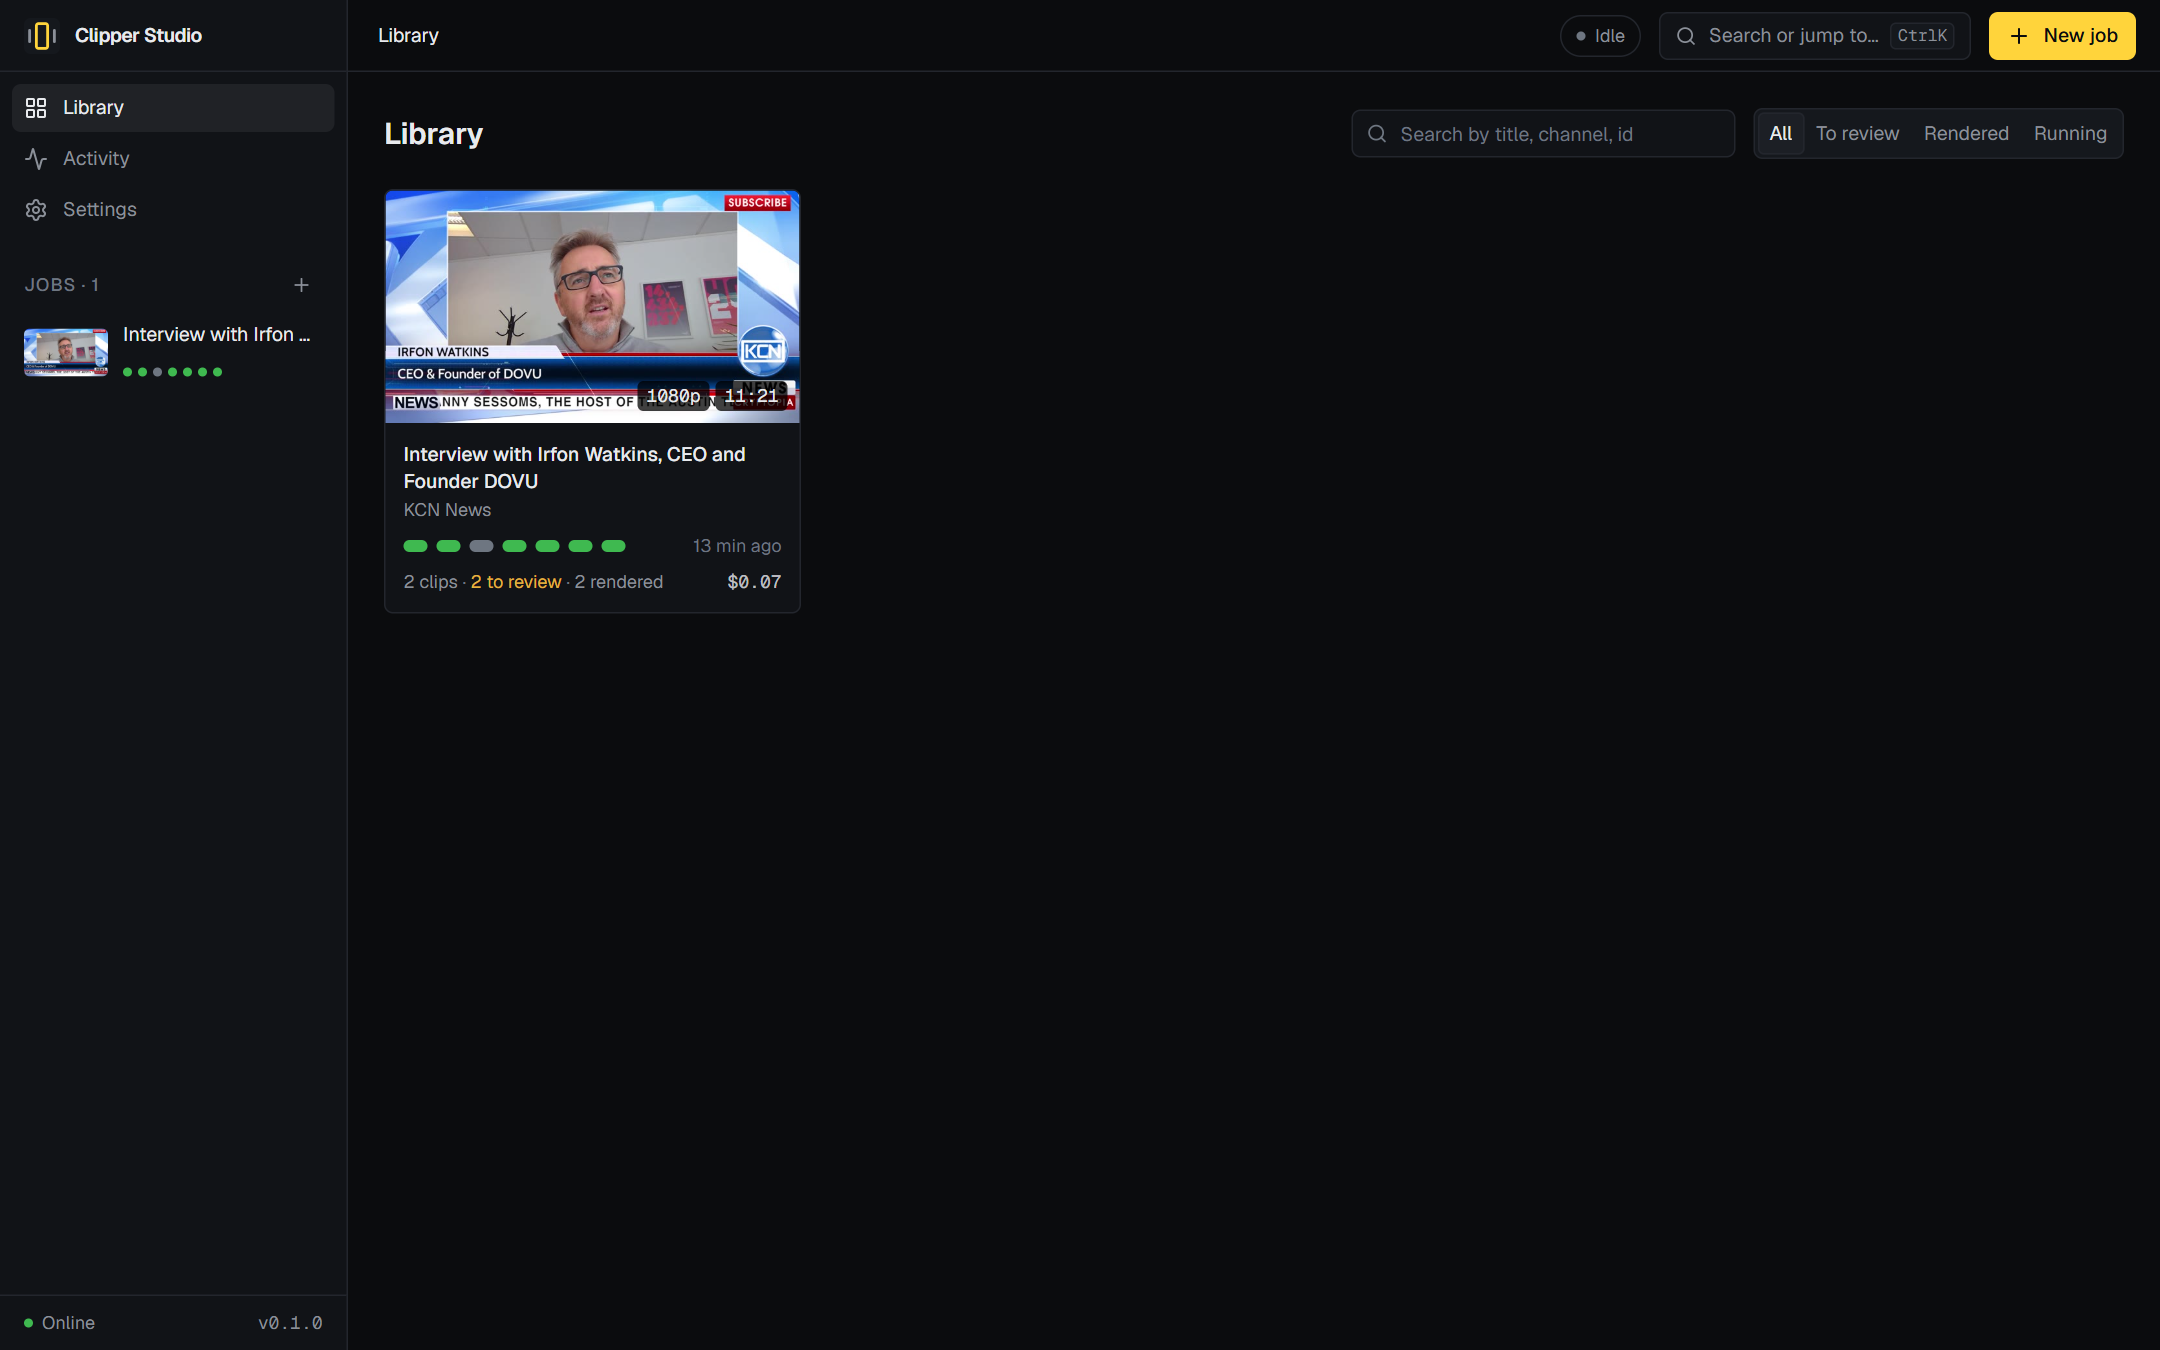 Clipper Studio
Library
Idle
Search or jump to...
CtrlK
New job
Library
Activity
Settings
JOBS · 1
Interview with Irfon ...
Online
v0.1.0
Library
Search by title, channel, id
All
To review
Rendered
Running
SUBSCRIBE
IRFON WATKINS
CEO & Founder of DOVU
KCN
NEWS
NNY SESSOMS, THE HOST OF
1080p
11:21
Interview with Irfon Watkins, CEO and
Founder DOVU
KCN News
13 min ago
2 clips · 2 to review · 2 rendered
$0.07